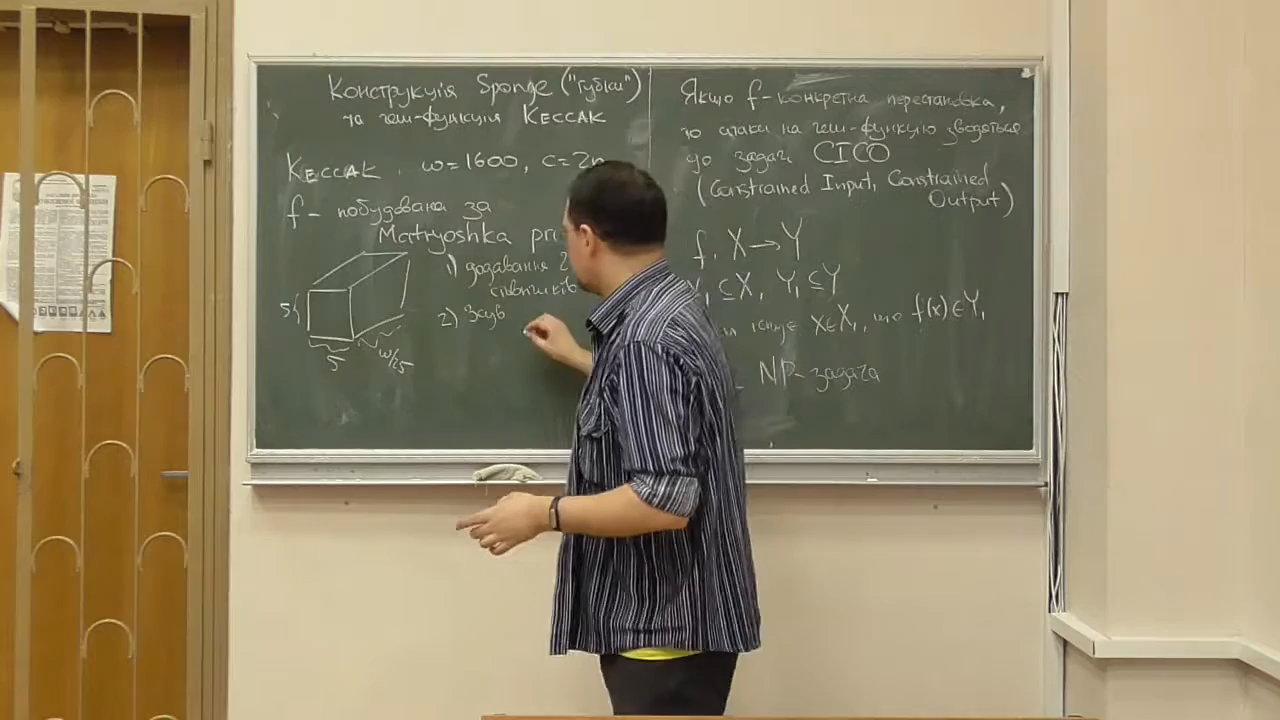 Конструкція Sponge ("Губки")
та геш-функція KECCAK
KECCAK. w=1600, c=2n
f - побудована за
Matryoshka pri
1) додавання 2
стовпчиків
2) Зсув
5
5
w/25
Якщо f-конкретна перестановка,
то атаки на геш-функцію зводяться
до задачі CICO
(Constrained Input, Constrained
Output)
f, X→Y
X₁⊆X, Y₁⊆Y
існує x∈X₁, що f(x)∈Y₁
NP-задача